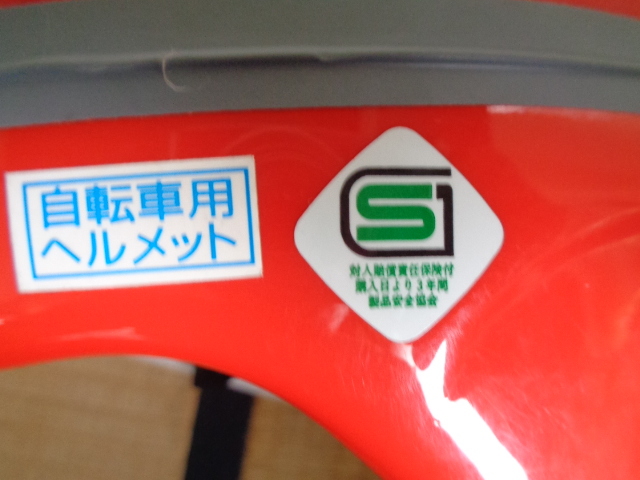 自転車用
ヘルメット
SG
対人賠償責任保険付
購入日より3年間
製品安全協会